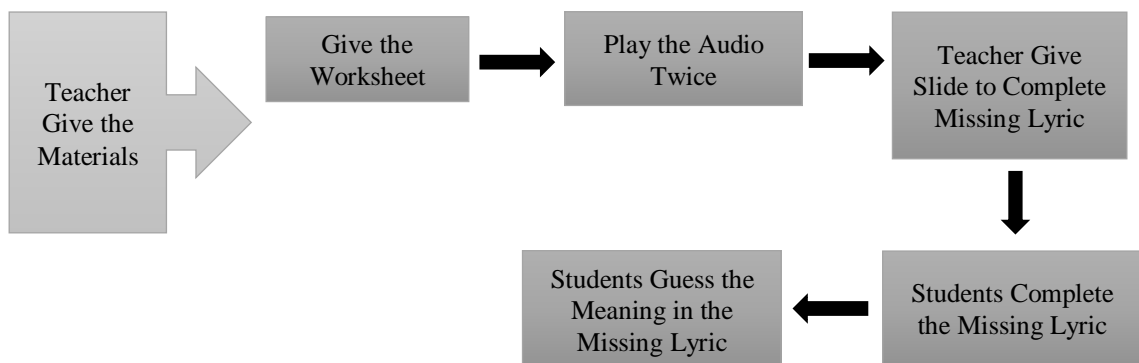 Teacher
Give the
Materials
Give the
Worksheet
Play the Audio
Twice
Teacher Give
Slide to Complete
Missing Lyric
Students Complete
the Missing Lyric
Students Guess the
Meaning in the
Missing Lyric